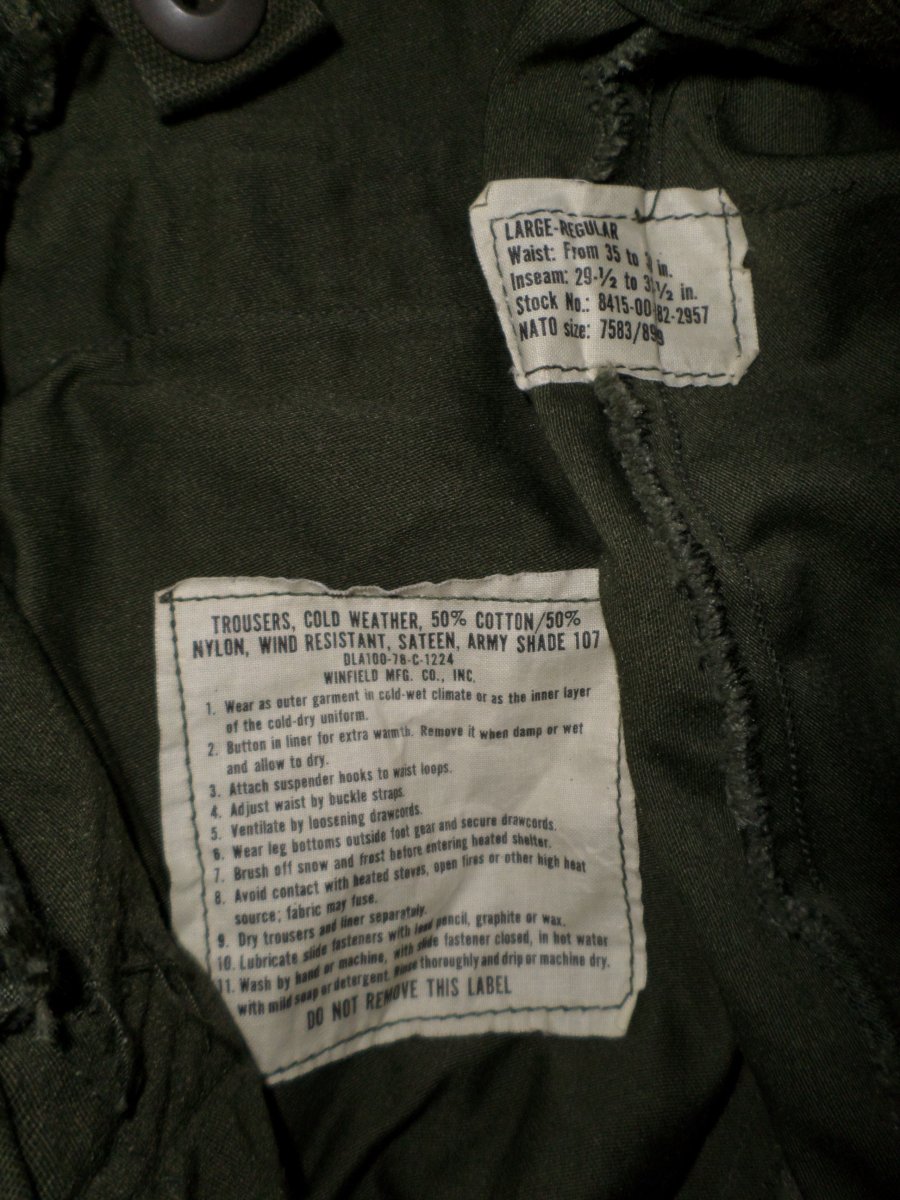 LARGE-REGULAR
Waist: From 35 to in.
Inseam: 29-½ to 3 ½ in.
Stock No.: 8415-00- 82-2957
NATO size: 7583/899
TROUSERS, COLD WEATHER, 50% COTTON/50%
NYLON, WIND RESISTANT, SATEEN, ARMY SHADE 107
DLA100-78-C-1224
WINFIELD MFG. CO., INC.
1. Wear as outer garment in cold-wet climate or as the inner layer
of the cold-dry uniform.
2. Button in liner for extra warmth. Remove it when damp or wet
and allow to dry.
3. Attach suspender hooks to waist loops.
4. Adjust waist by buckle straps.
5. Ventilate by loosening drawcords.
6. Wear leg bottoms outside foot gear and secure drawcords.
7. Brush off snow and frost before entering heated shelter.
8. Avoid contact with heated stoves, open fires or other high heat
source; fabric may fuse.
9. Dry trousers and liner separately.
10. Lubricate slide fasteners with lead pencil, graphite or wax.
11. Wash by hand or machine, with slide fastener closed, in hot water
with mild soap or detergent. Rinse thoroughly and drip or machine dry.
DO NOT REMOVE THIS LABEL